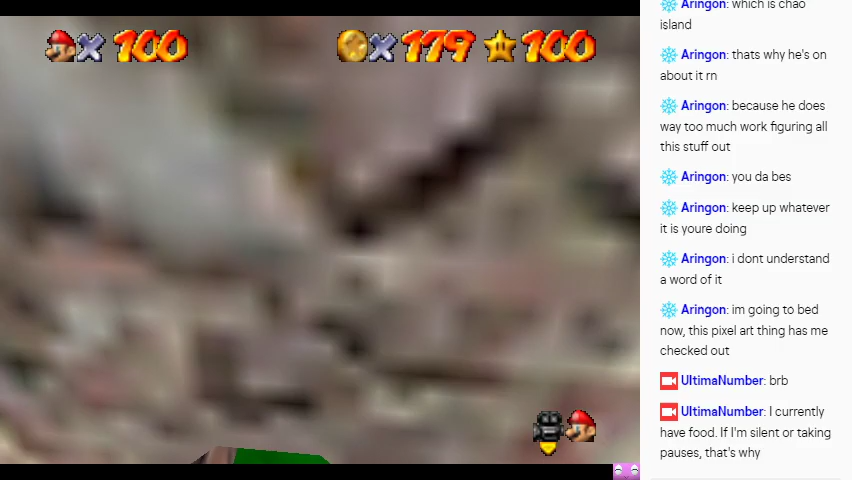 100
179
100
Aringon: which is chao
island
Aringon: thats why he's on
about it rn
Aringon: because he does
way too much work figuring all
this stuff out
Aringon: you da bes
Aringon: keep up whatever
it is youre doing
Aringon: i dont understand
a word of it
Aringon: im going to bed
now, this pixel art thing has me
checked out
UltimaNumber: brb
UltimaNumber: I currently
have food. If I'm silent or taking
pauses, that's why